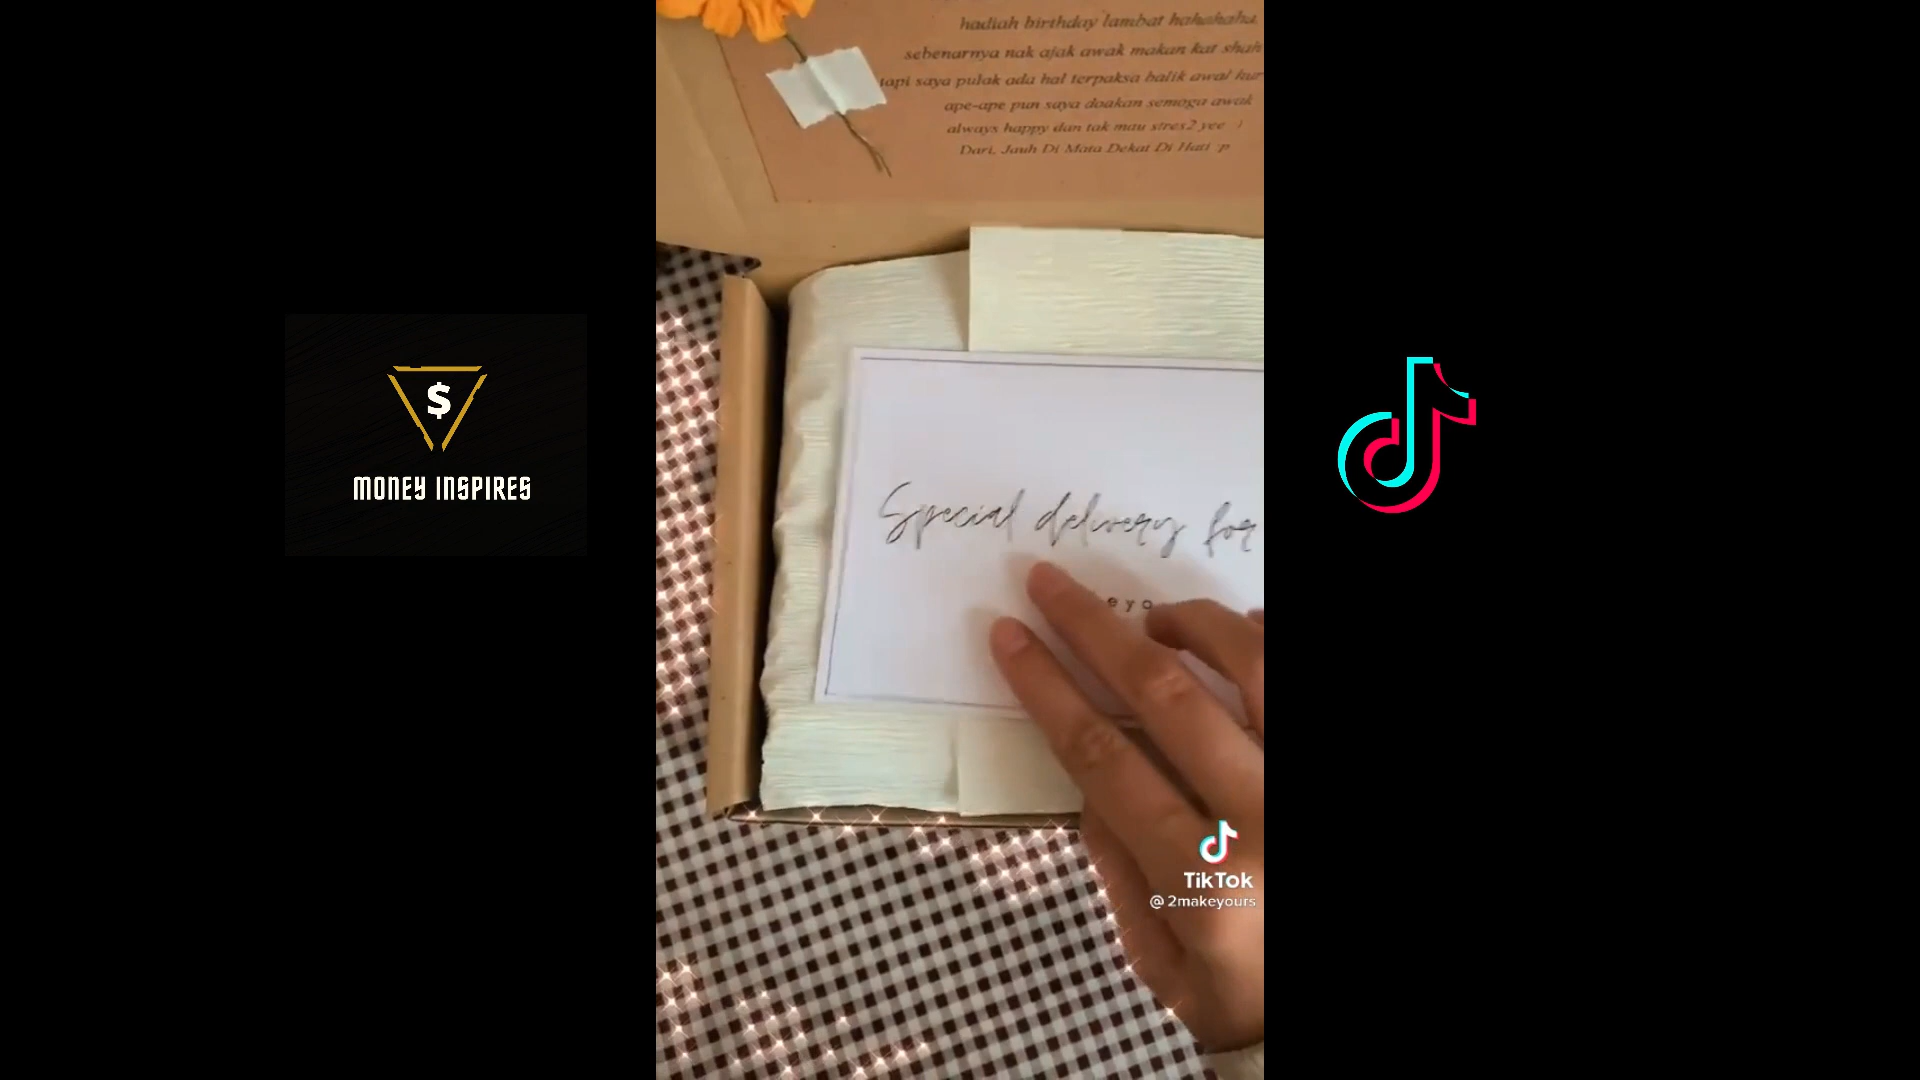 hadiah birthday lambat hahahaha.
sebenarnya nak ajak awak makan kat
tapi saya pulak ada hal terpaksa balik awal
ape-ape pun saya doakan semoga awak
always happy dan tak mau stres2 yee :)
Dari, Jauh Di Mata Dekat Di Hati :p
Special delivery for
$
MONEY INSPIRES
TikTok
@2makeyours